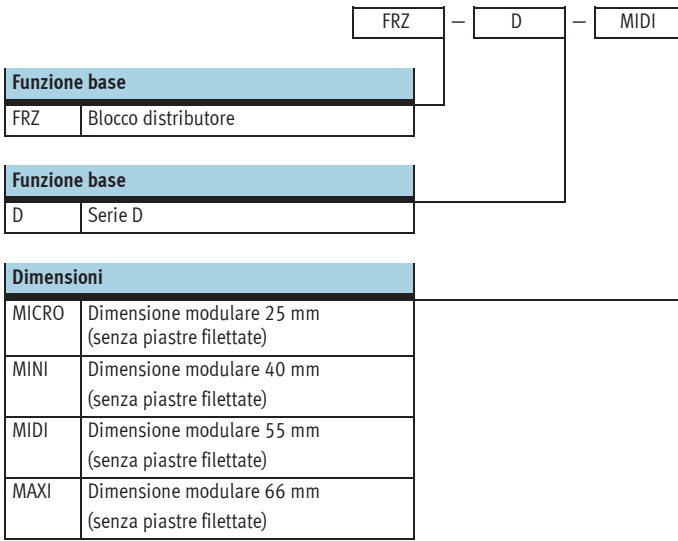 FRZ — D — MIDI
Funzione base
FRZ Blocco distributore
Funzione base
D Serie D
Dimensioni
MICRO Dimensione modulare 25 mm
(senza piastre filettate)
MINI Dimensione modulare 40 mm
(senza piastre filettate)
MIDI Dimensione modulare 55 mm
(senza piastre filettate)
MAXI Dimensione modulare 66 mm
(senza piastre filettate)